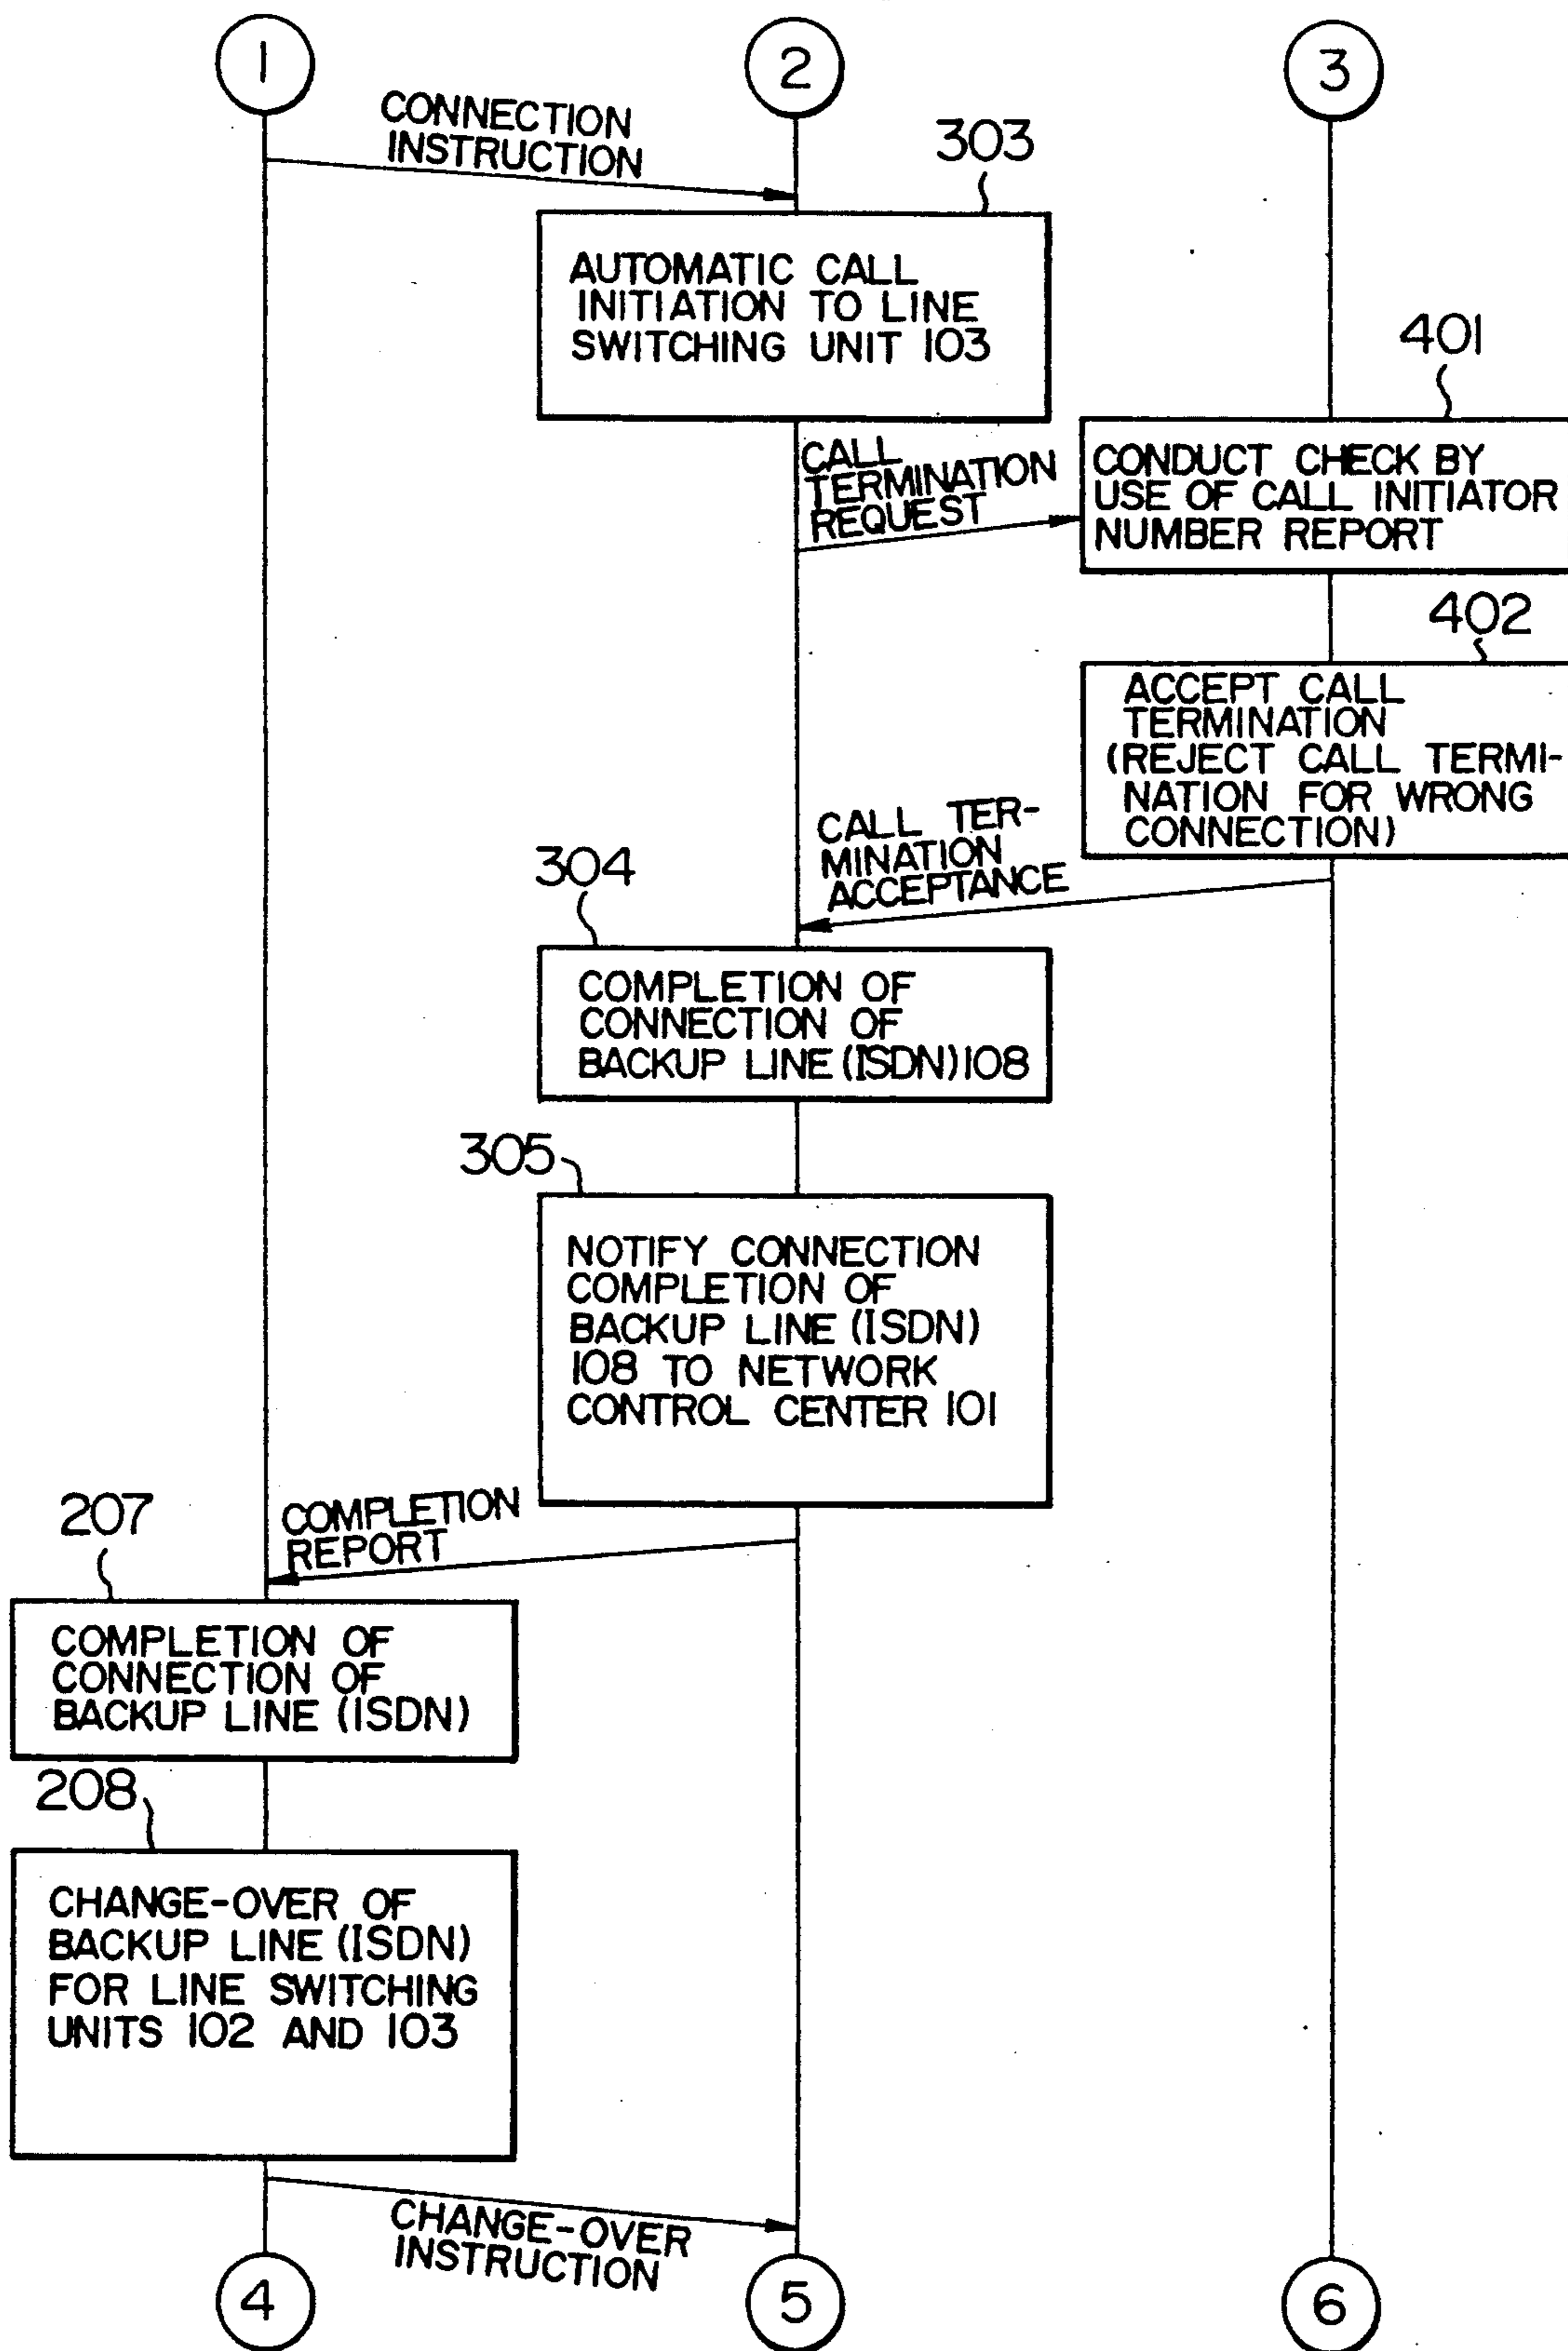 1
2
3
CONNECTION
INSTRUCTION
303
AUTOMATIC CALL
INITIATION TO LINE
SWITCHING UNIT 103
401
CALL
TERMINATION
REQUEST
CONDUCT CHECK BY
USE OF CALL INITIATOR
NUMBER REPORT
402
ACCEPT CALL
TERMINATION
(REJECT CALL TERMI-
NATION FOR WRONG
CONNECTION)
CALL TER-
MINATION
ACCEPTANCE
304
COMPLETION OF
CONNECTION OF
BACKUP LINE (ISDN) 108
305
NOTIFY CONNECTION
COMPLETION OF
BACKUP LINE (ISDN)
108 TO NETWORK
CONTROL CENTER 101
COMPLETION
REPORT
207
COMPLETION OF
CONNECTION OF
BACKUP LINE (ISDN)
208
CHANGE-OVER OF
BACKUP LINE (ISDN)
FOR LINE SWITCHING
UNITS 102 AND 103
CHANGE-OVER
INSTRUCTION
4
5
6